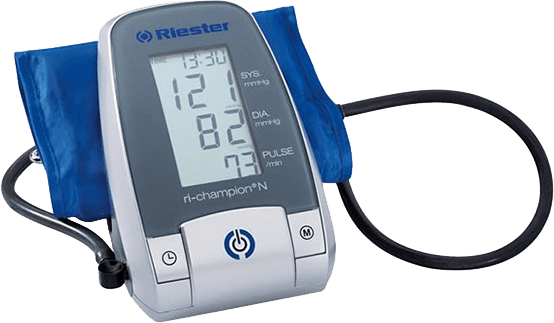 Riester
13:30
121 SYS.
mmHg
82 DIA.
mmHg
73 PULSE
/min
ri-champion® N
M